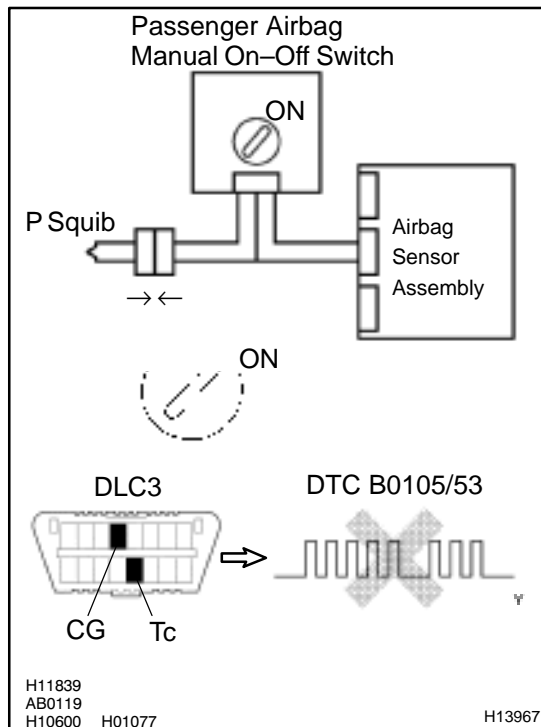 Passenger Airbag
Manual On–Off Switch
ON
P Squib
Airbag
Sensor
Assembly
ON
DLC3
DTC B0105/53
CG
Tc
H11839
AB0119
H10600 H01077
H13967